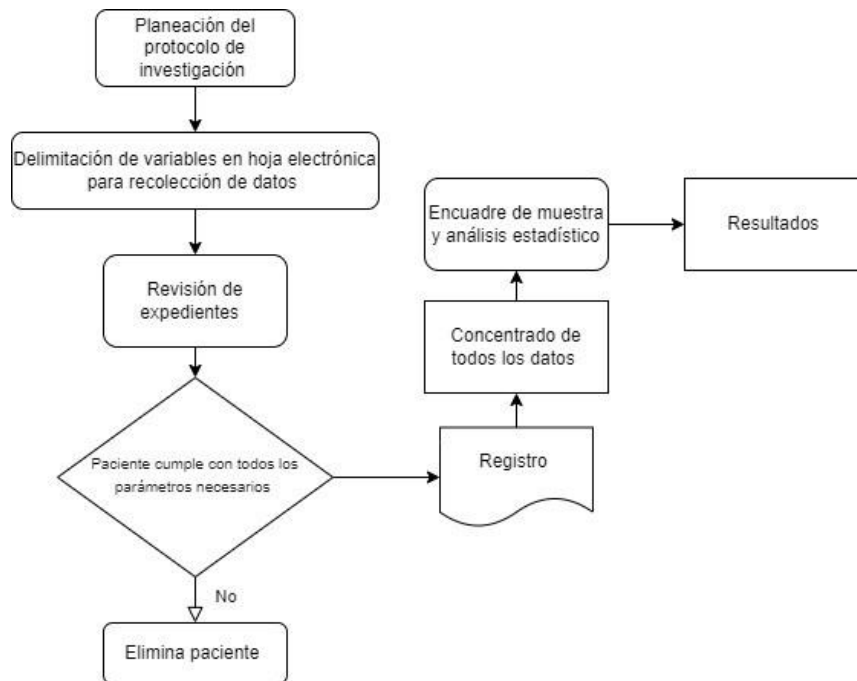 Planeación del
protocolo de
investigación
Delimitación de variables en hoja electrónica
para recolección de datos
Revisión de
expedientes
Paciente cumple con todos los
parámetros necesarios
No
Elimina paciente
Registro
Concentrado de
todos los datos
Encuadre de muestra
y análisis estadístico
Resultados